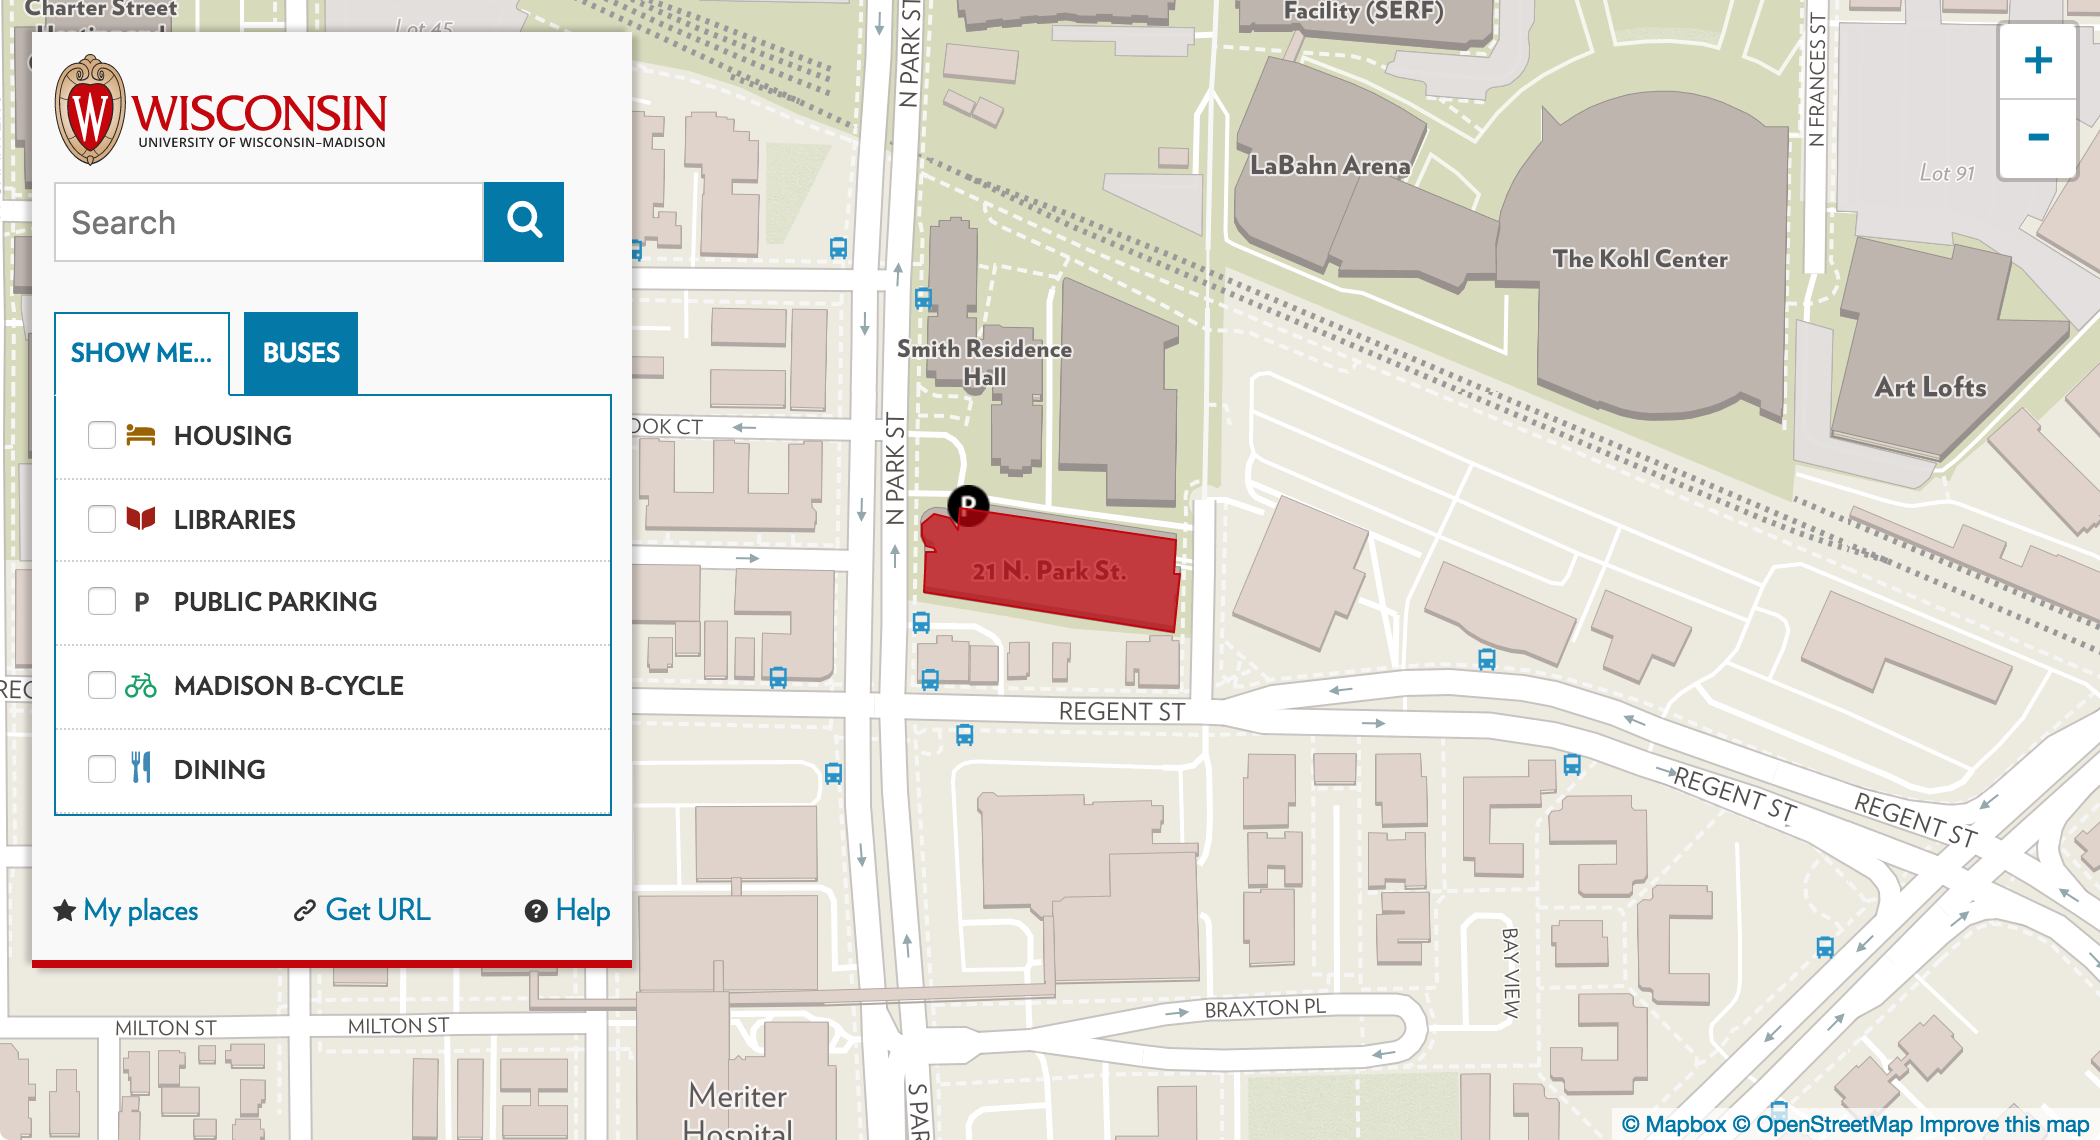 Charter Street
Lot 45
N PARK ST
Facility (SERF)
N FRANCES ST
+
-
W
WISCONSIN
UNIVERSITY OF WISCONSIN–MADISON
LaBahn Arena
Lot 91
Search
The Kohl Center
SHOW ME...
BUSES
Smith Residence
Hall
Art Lofts
HOUSING
OOK CT
N PARK ST
LIBRARIES
P
21 N. Park St.
P PUBLIC PARKING
MADISON B-CYCLE
REG
REGENT ST
DINING
REGENT ST
REGENT ST
My places
Get URL
? Help
BAY VIEW
MILTON ST
MILTON ST
BRAXTON PL
Meriter
Hospital
S PAR
© Mapbox © OpenStreetMap Improve this map